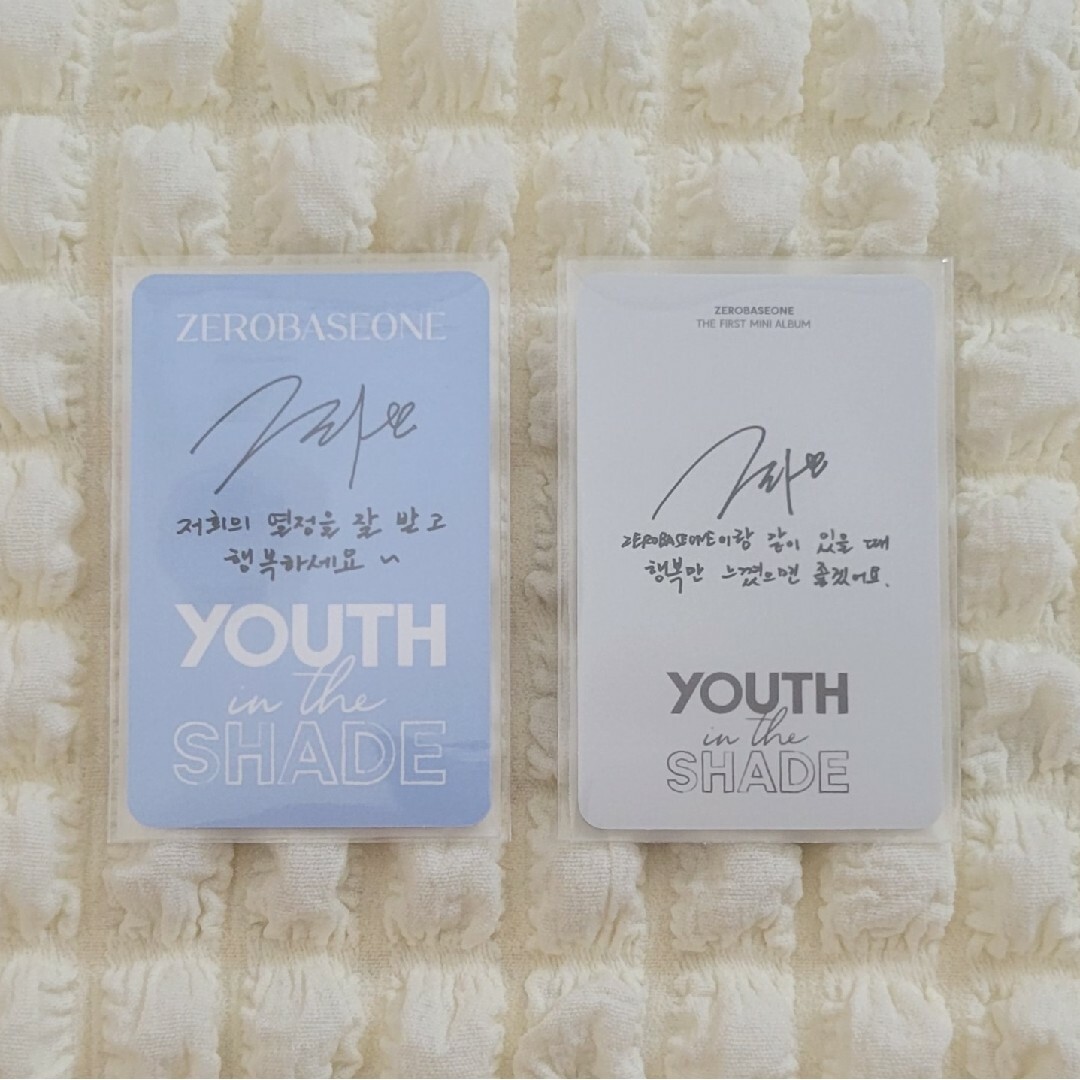 ZEROBASEONE
저희의 열정을 잘 받고
행복하세요~
YOUTH
in the
SHADE
ZEROBASEONE
THE FIRST MINI ALBUM
ZEROBASEONE이랑 같이 있을 때
행복만 느꼈으면 좋겠어요.
YOUTH
in the
SHADE